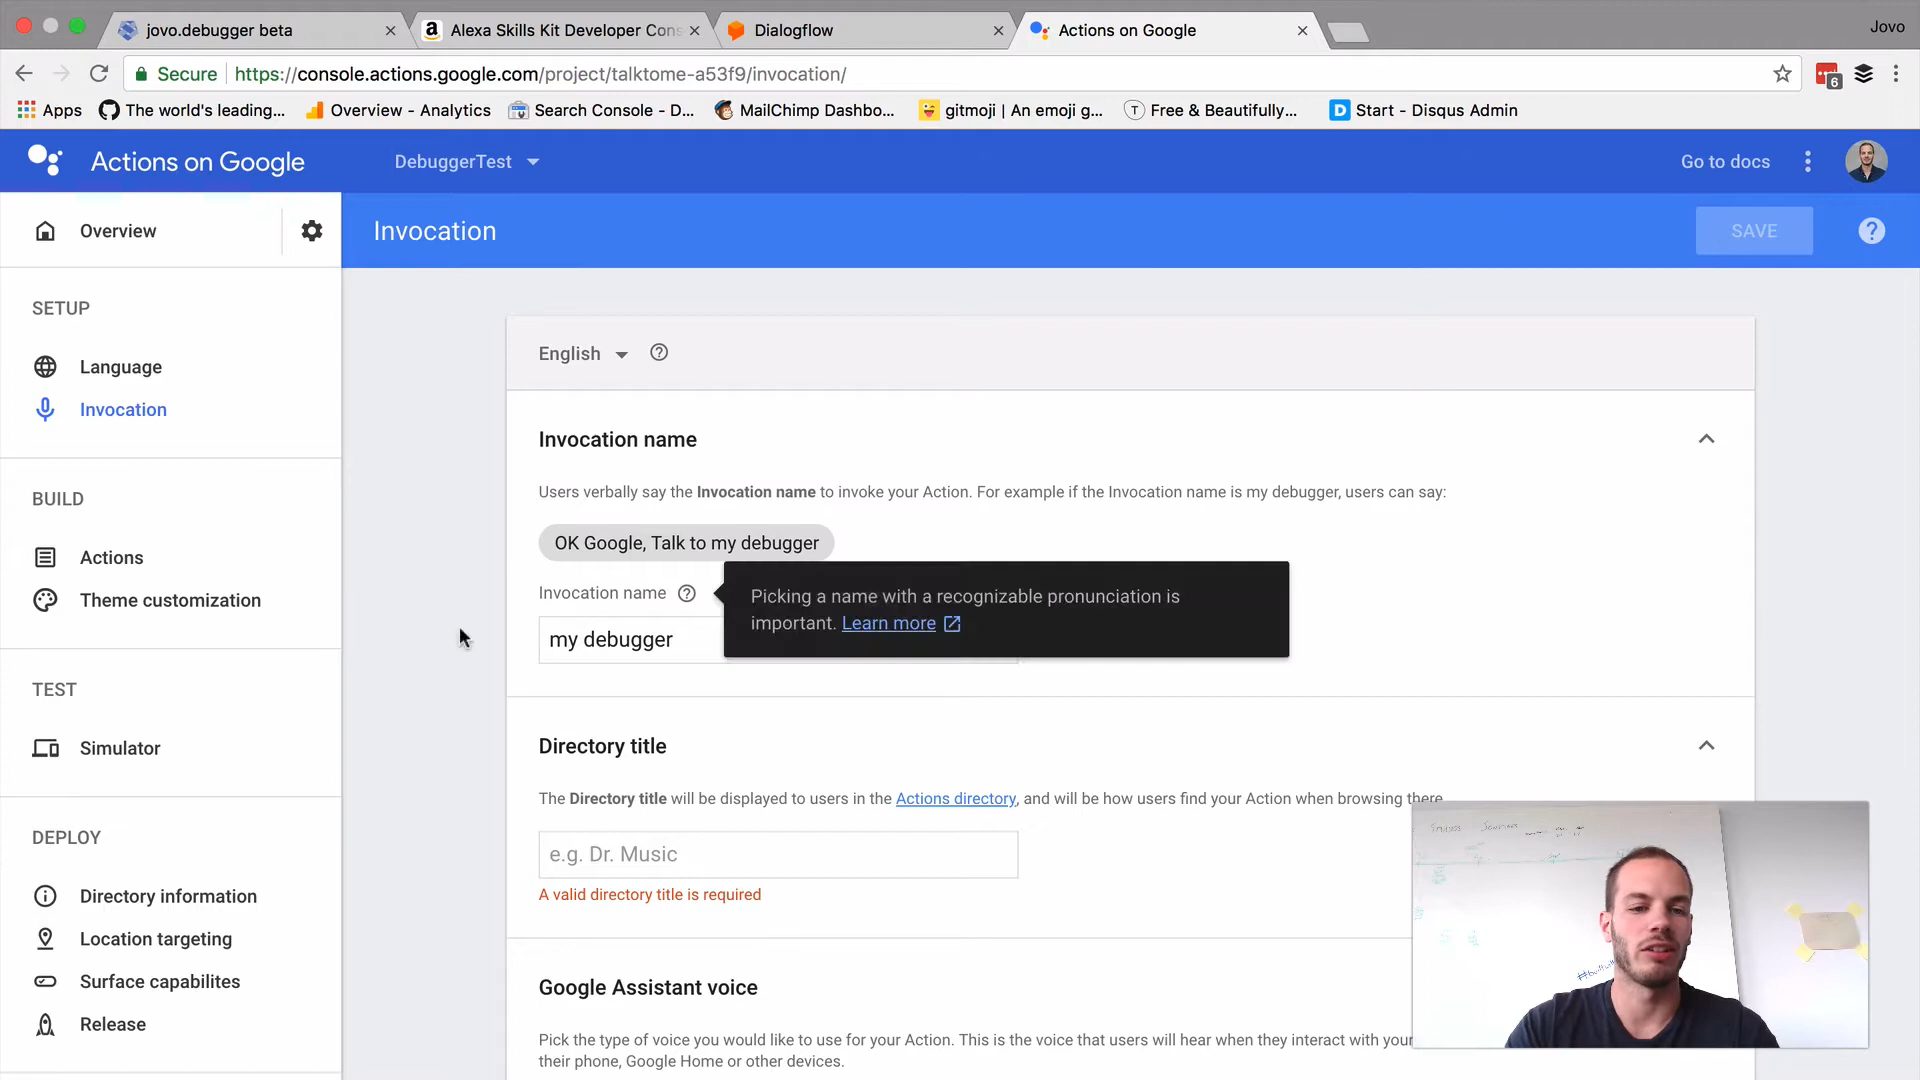 jovo.debugger beta
Alexa Skills Kit Developer Cons
Dialogflow
Actions on Google
Jovo
Secure
https://console.actions.google.com/project/talktome-a53f9/invocation/
6
Apps
The world's leading...
Overview - Analytics
Search Console - D...
MailChimp Dashbo...
gitmoji | An emoji g...
T
Free & Beautifully...
D
Start - Disqus Admin
Actions on Google
DebuggerTest
Go to docs
Overview
Invocation
SAVE
SETUP
Language
Invocation
BUILD
Actions
Theme customization
TEST
Simulator
DEPLOY
Directory information
Location targeting
Surface capabilites
Release
English
Invocation name
Users verbally say the Invocation name to invoke your Action. For example if the Invocation name is my debugger, users can say:
OK Google, Talk to my debugger
Invocation name
Picking a name with a recognizable pronunciation is
important. Learn more
my debugger
Directory title
The Directory title will be displayed to users in the Actions directory, and will be how users find your Action when browsing there
e.g. Dr. Music
A valid directory title is required
Google Assistant voice
Pick the type of voice you would like to use for your Action. This is the voice that users will hear when they interact with your
their phone, Google Home or other devices.